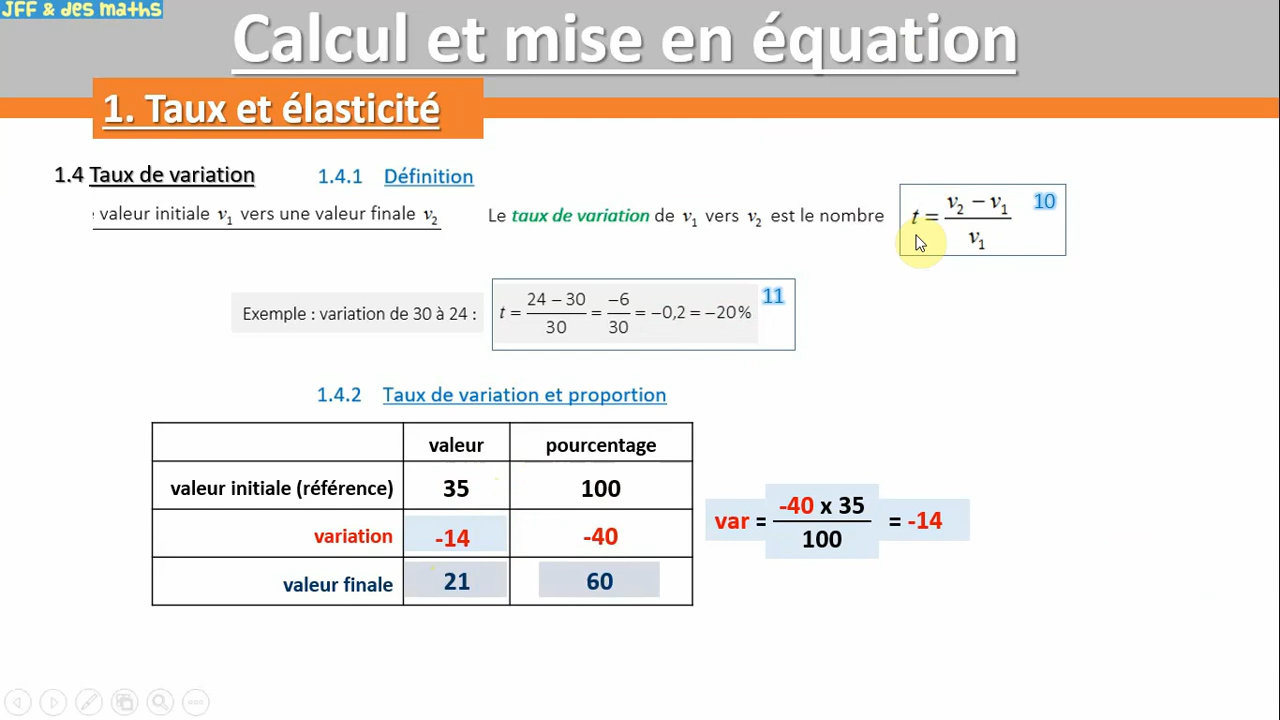 JFF & des maths
Calcul et mise en équation
1. Taux et élasticité
1.4 Taux de variation 1.4.1 Définition
valeur initiale v₁ vers une valeur finale v₂ Le taux de variation de v₁ vers v₂ est le nombre t = (v₂ − v₁)/v₁ 10
Exemple : variation de 30 à 24 : t = (24 − 30)/30 = −6/30 = −0,2 = −20% 11
1.4.2 Taux de variation et proportion
valeur pourcentage
valeur initiale (référence) 35 100
variation -14 -40
valeur finale 21 60
var = (-40 x 35)/100 = -14